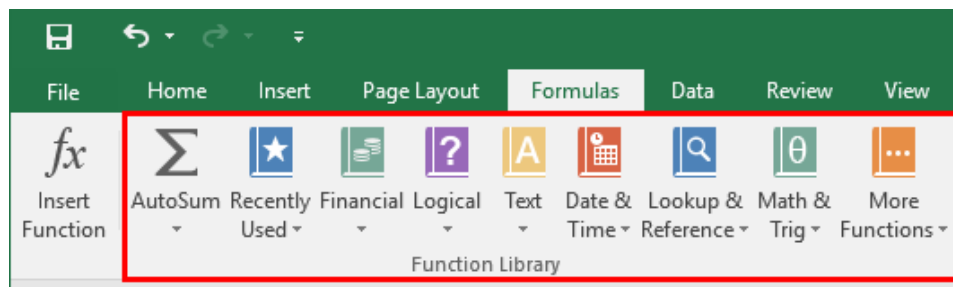 File Home Insert Page Layout Formulas Data Review View
fx Σ ? A θ
Insert AutoSum Recently Financial Logical Text Date & Lookup & Math & More
Function Used Time Reference Trig Functions
Function Library